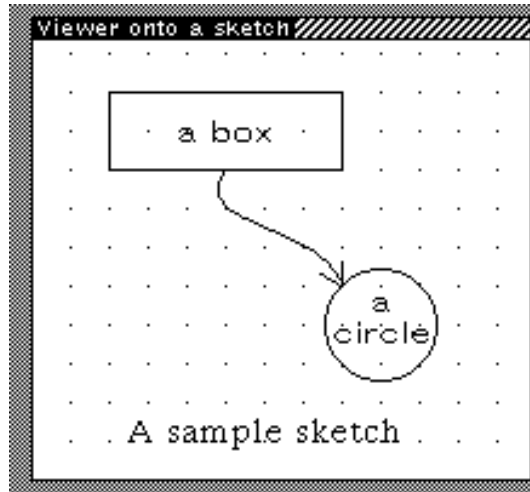 Viewer onto a sketch
a box
a
circle
A sample sketch